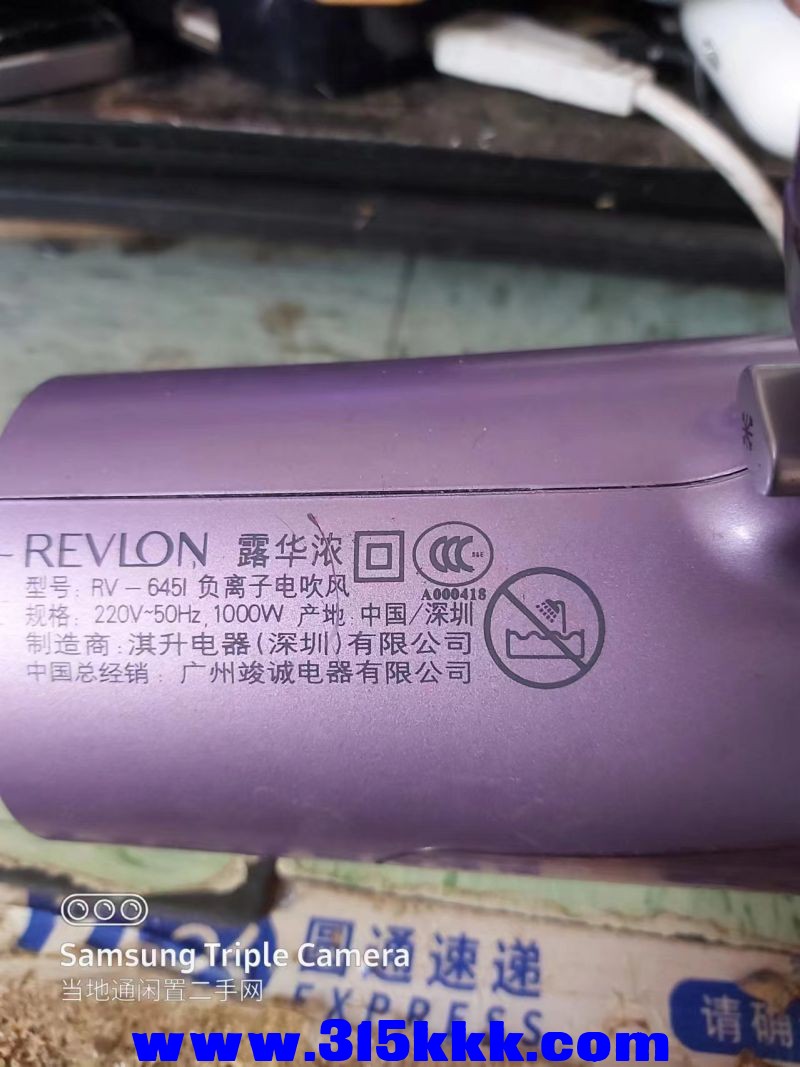 REVLON 露华浓
CCC S&E
型号: RV-645I 负离子电吹风
A000418
规格: 220V~50Hz, 1000W 产地: 中国/深圳
制造商: 淇升电器(深圳)有限公司
中国总经销: 广州竣诚电器有限公司
Samsung Triple Camera
当地通闲置二手网
圆通速递
EXPRESS
请确
www.315kkk.com